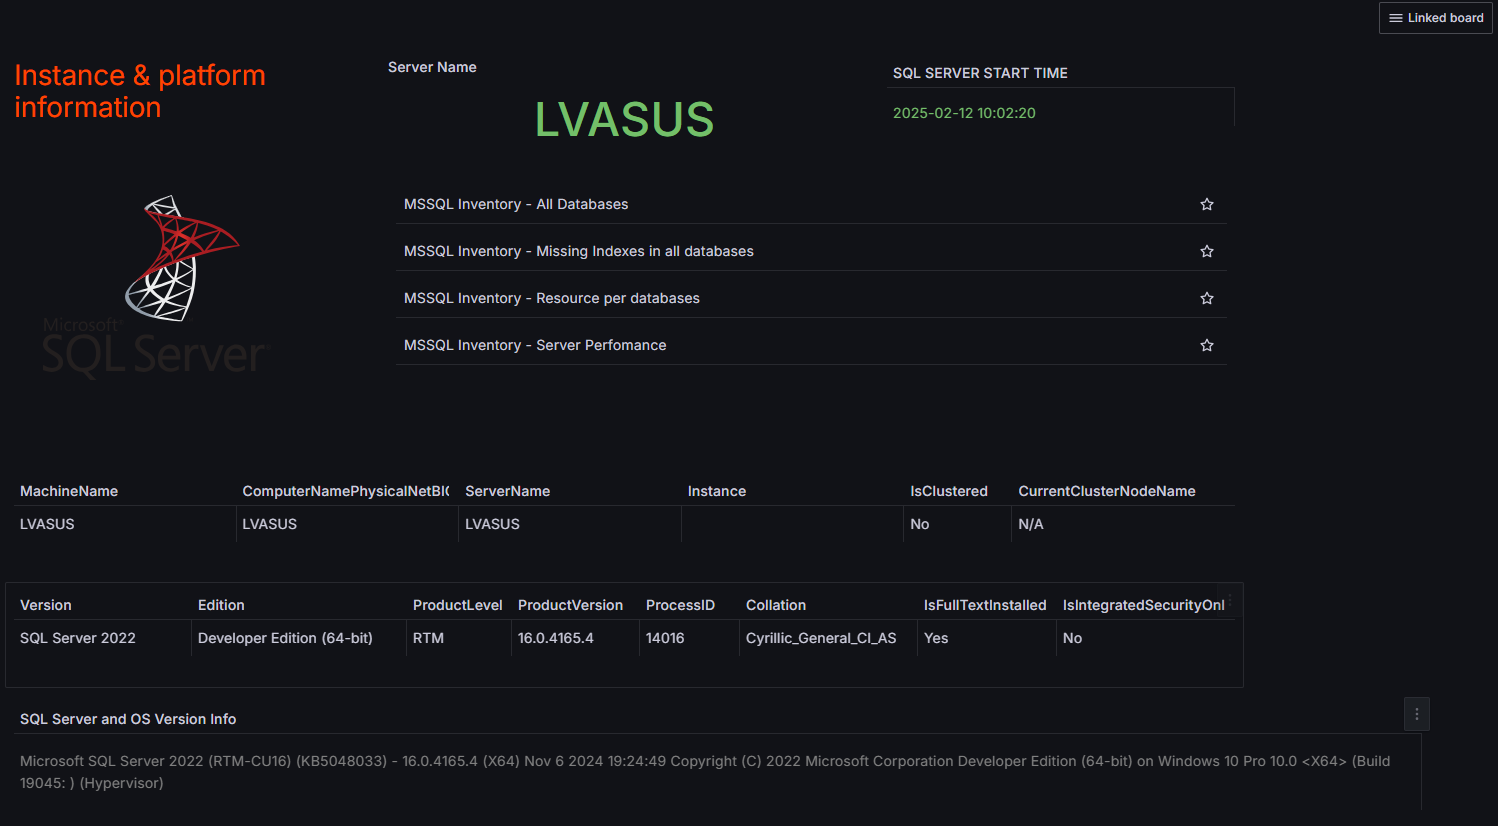 Linked board
Instance & platform
information
Server Name
LVASUS
SQL SERVER START TIME
2025-02-12 10:02:20
Microsoft®
SQL Server®
MSSQL Inventory - All Databases
MSSQL Inventory - Missing Indexes in all databases
MSSQL Inventory - Resource per databases
MSSQL Inventory - Server Perfomance
MachineName ComputerNamePhysicalNetBIO ServerName Instance IsClustered CurrentClusterNodeName
LVASUS LVASUS LVASUS No N/A
Version Edition ProductLevel ProductVersion ProcessID Collation IsFullTextInstalled IsIntegratedSecurityOnl
SQL Server 2022 Developer Edition (64-bit) RTM 16.0.4165.4 14016 Cyrillic_General_CI_AS Yes No
SQL Server and OS Version Info
Microsoft SQL Server 2022 (RTM-CU16) (KB5048033) - 16.0.4165.4 (X64) Nov 6 2024 19:24:49 Copyright (C) 2022 Microsoft Corporation Developer Edition (64-bit) on Windows 10 Pro 10.0 <X64> (Build
19045: ) (Hypervisor)